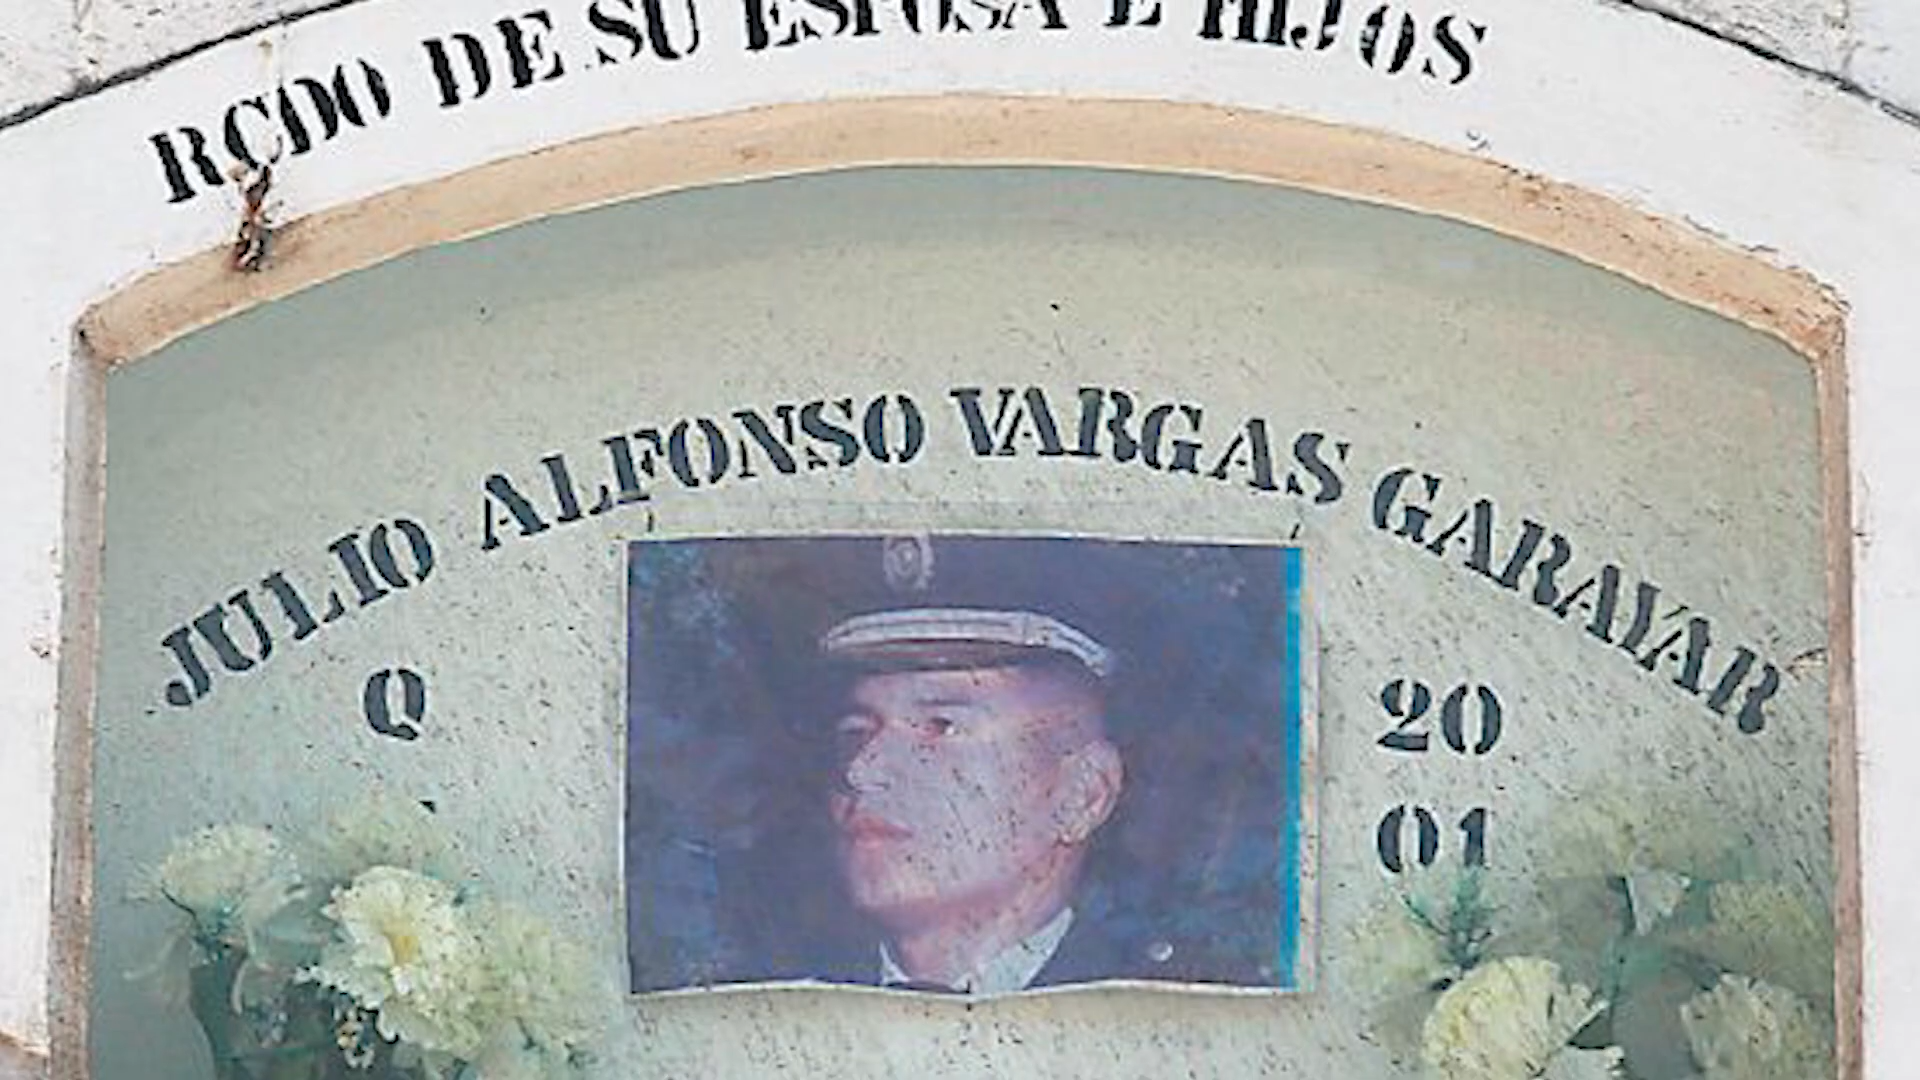 RCDO DE SU ESPOSA E HIJOS
JULIO ALFONSO VARGAS GARAYAR
Q
20
01